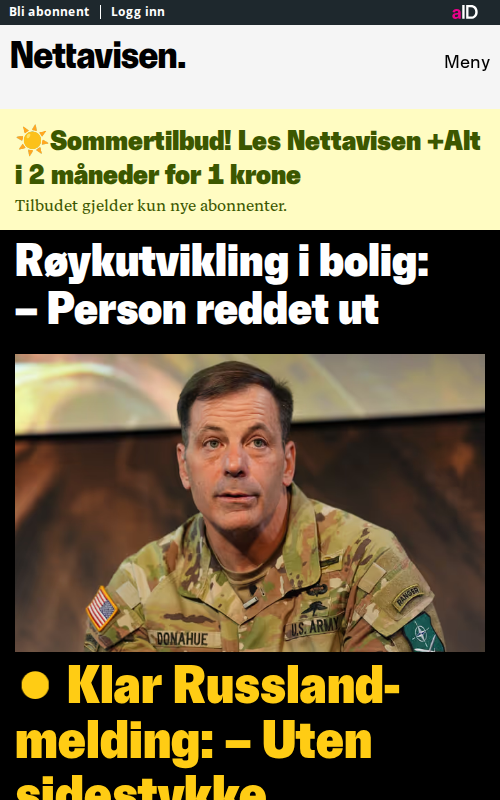 Bli abonnent | Logg inn
aID
Nettavisen.
Meny
☀️Sommertilbud! Les Nettavisen +Alt
i 2 måneder for 1 krone
Tilbudet gjelder kun nye abonnenter.
Røykutvikling i bolig:
– Person reddet ut
RANGER
DONAHUE
U.S. ARMY
● Klar Russland-
melding: – Uten
sidestykke